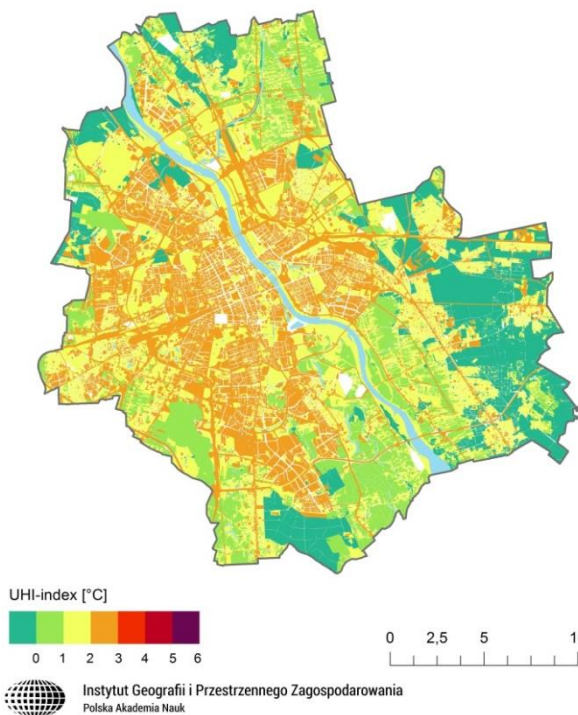 UHI-index [°C]
0 1 2 3 4 5 6
0 2,5 5
Instytut Geografii i Przestrzennego Zagospodarowania
Polska Akademia Nauk